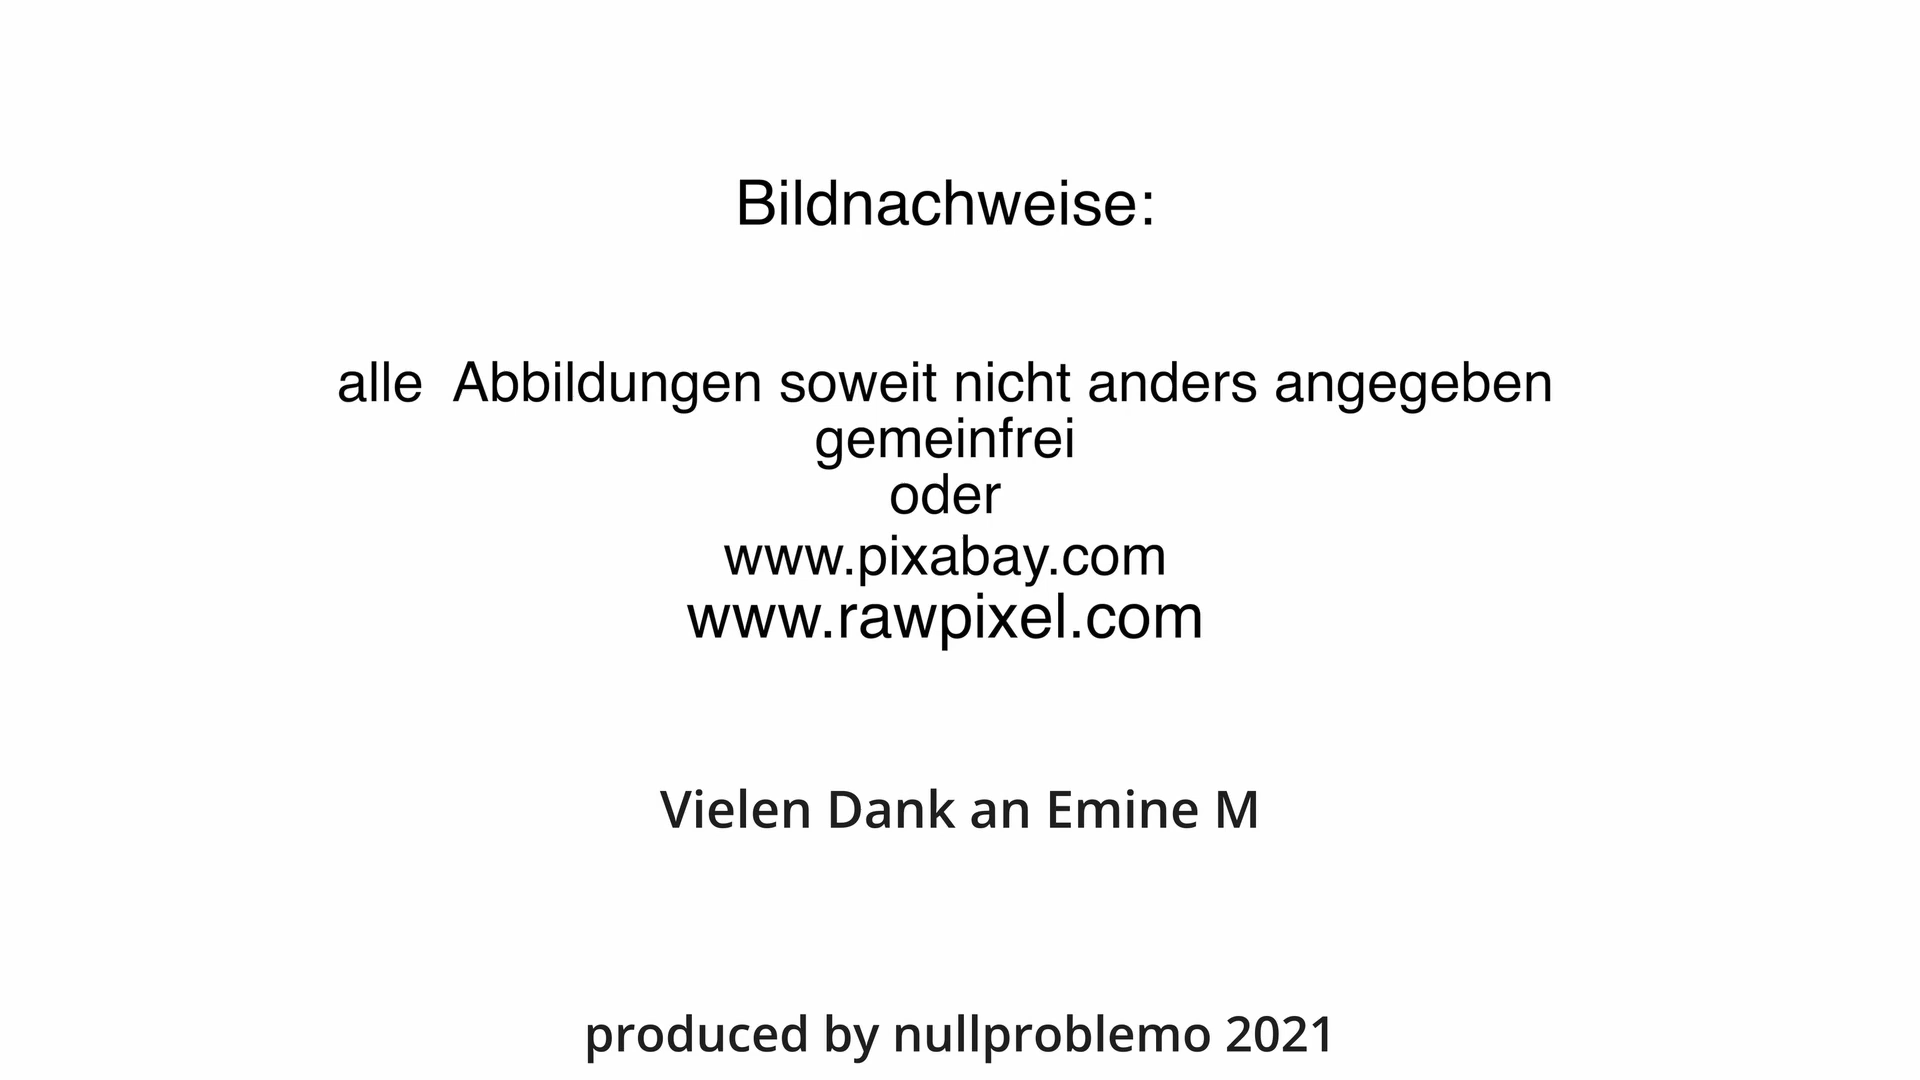 Bildnachweise:
alle  Abbildungen soweit nicht anders angegeben
gemeinfrei
oder
www.pixabay.com
www.rawpixel.com
Vielen Dank an Emine M
produced by nullproblemo 2021